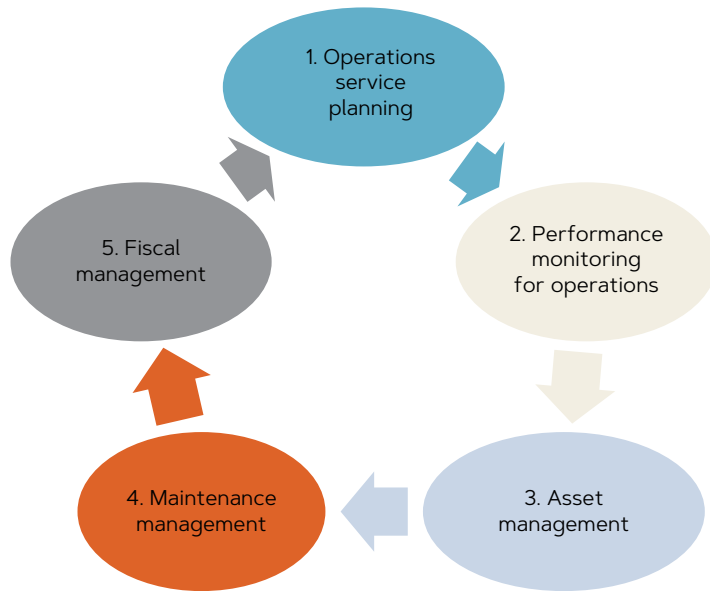 1. Operations
service
planning
2. Performance
monitoring
for operations
3. Asset
management
4. Maintenance
management
5. Fiscal
management